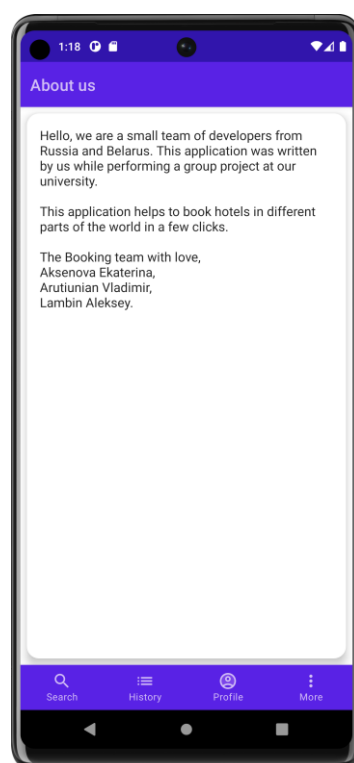 1:18
About us
Hello, we are a small team of developers from
Russia and Belarus. This application was written
by us while performing a group project at our
university.
This application helps to book hotels in different
parts of the world in a few clicks.
The Booking team with love,
Aksenova Ekaterina,
Arutiunian Vladimir,
Lambin Aleksey.
Search History Profile More